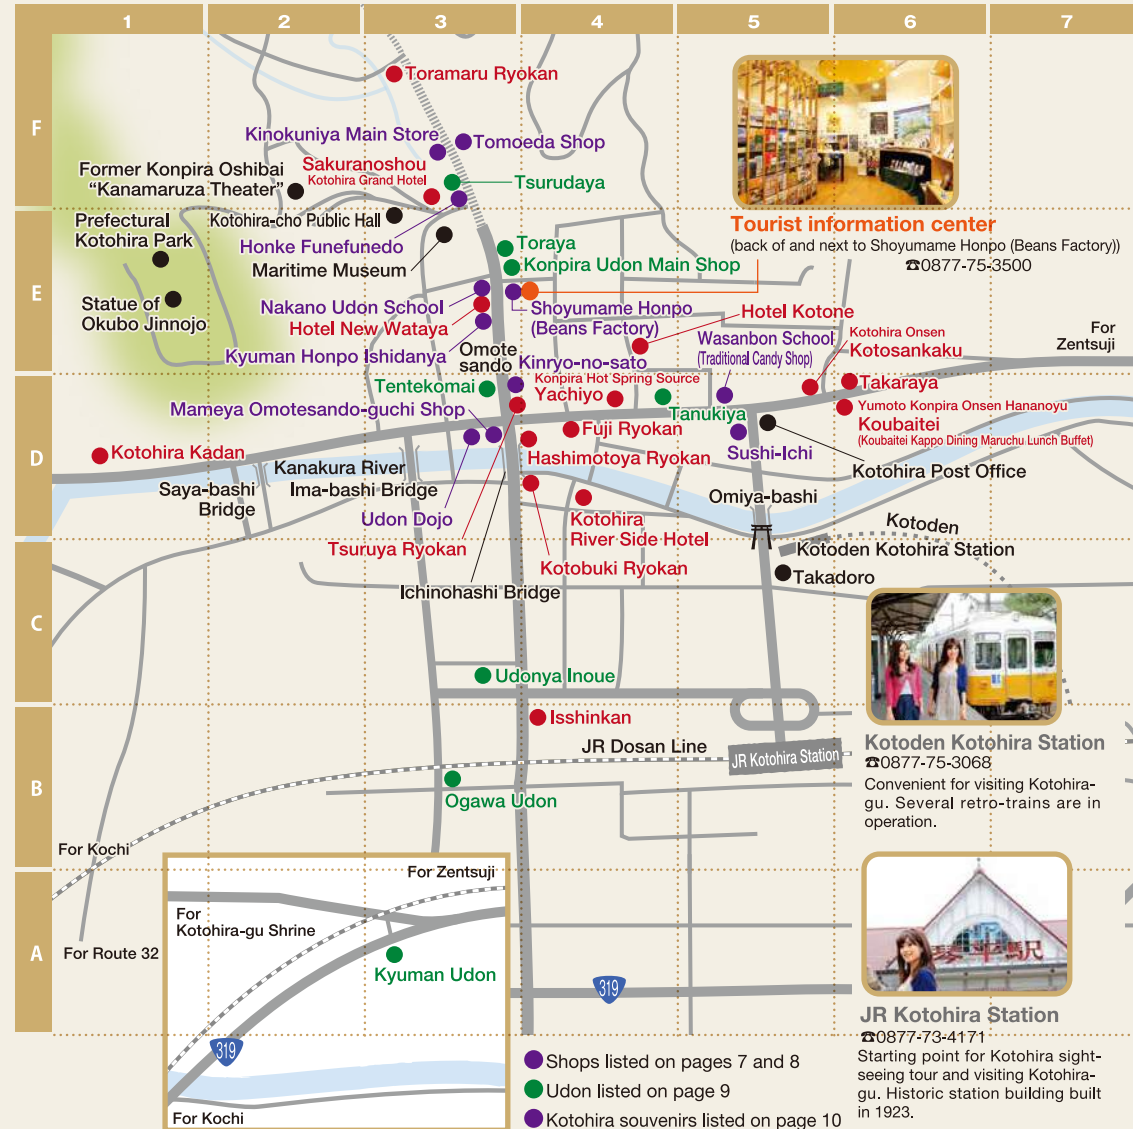 1 2 3 4 5 6 7
F
E
D
C
B
A
Toramaru Ryokan
Kinokuniya Main Store
Tomoeda Shop
Sakuranoshou
Kotohira Grand Hotel
Former Konpira Oshibai
“Kanamaruza Theater”
Tsurudaya
Prefectural
Kotohira Park
Kotohira-cho Public Hall
Honke Funefunedo
Maritime Museum
Toraya
Konpira Udon Main Shop
Tourist information center
(back of and next to Shoyumame Honpo (Beans Factory))
☎0877-75-3500
Statue of
Okubo Jinnojo
Nakano Udon School
Hotel New Wataya
Kyuman Honpo Ishidanya
Shoyumame Honpo
(Beans Factory)
Hotel Kotone
Omote
sando
Kinryo-no-sato
Wasanbon School
(Traditional Candy Shop)
Kotohira Onsen
Kotosankaku
For
Zentsuji
Tentekomai
Konpira Hot Spring Source
Yachiyo
Tanukiya
Takaraya
Mameya Omotesando-guchi Shop
Yumoto Konpira Onsen Hananoyu
Koubaitei
(Koubaitei Kappo Dining Maruchu Lunch Buffet)
Kotohira Kadan
Fuji Ryokan
Hashimotoya Ryokan
Sushi-Ichi
Kotohira Post Office
Kanakura River
Saya-bashi
Bridge
Ima-bashi Bridge
Omiya-bashi
Udon Dojo
Kotohira
River Side Hotel
Kotoden
Tsuruya Ryokan
Kotobuki Ryokan
Kotoden Kotohira Station
Takadoro
Ichinohashi Bridge
Udonya Inoue
Isshinkan
JR Dosan Line
JR Kotohira Station
Kotoden Kotohira Station
☎0877-75-3068
Convenient for visiting Kotohira-
gu. Several retro-trains are in
operation.
Ogawa Udon
For Kochi
For Route 32
For Zentsuji
For
Kotohira-gu Shrine
Kyuman Udon
319
For Kochi
319
琴平駅
JR Kotohira Station
☎0877-73-4171
Starting point for Kotohira sight-
seeing tour and visiting Kotohira-
gu. Historic station building built
in 1923.
Shops listed on pages 7 and 8
Udon listed on page 9
Kotohira souvenirs listed on page 10